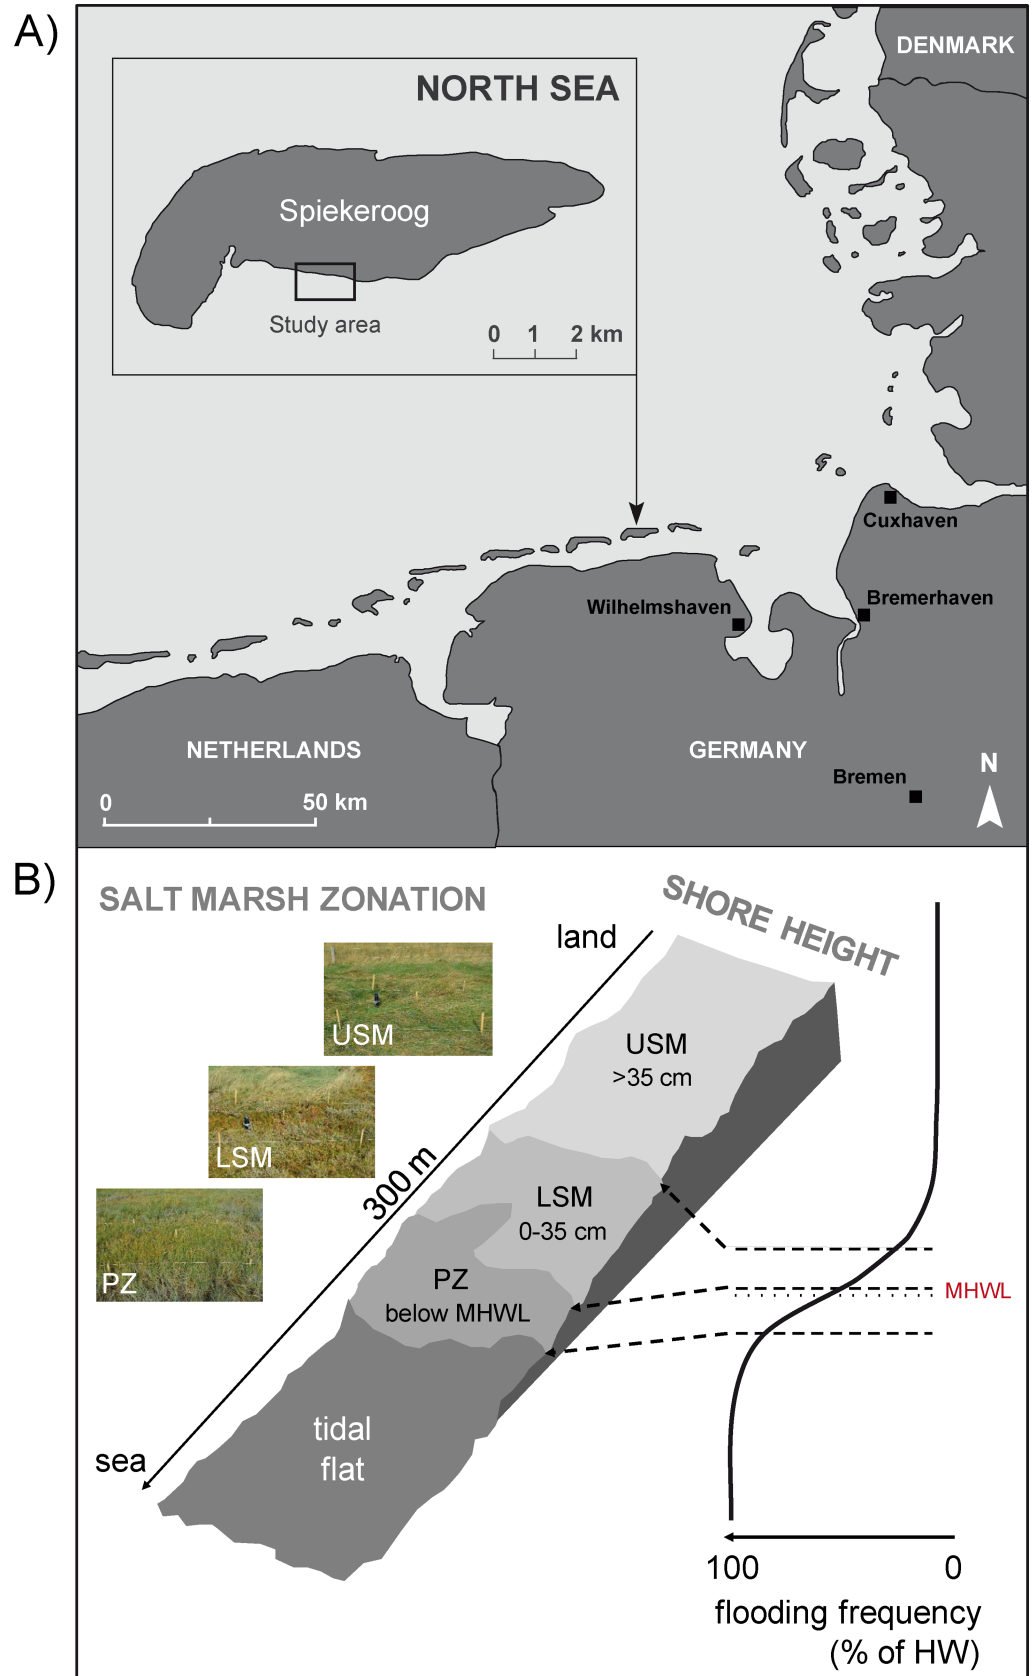 A)
DENMARK
NORTH SEA
Spiekeroog
Study area
0 1 2 km
Cuxhaven
Bremerhaven
Wilhelmshaven
NETHERLANDS
GERMANY
Bremen
N
0 50 km
B)
SALT MARSH ZONATION
SHORE HEIGHT
land
USM
USM
>35 cm
LSM
300 m
LSM
0-35 cm
PZ
PZ
below MHWL
MHWL
tidal
flat
sea
100 0
flooding frequency
(% of HW)